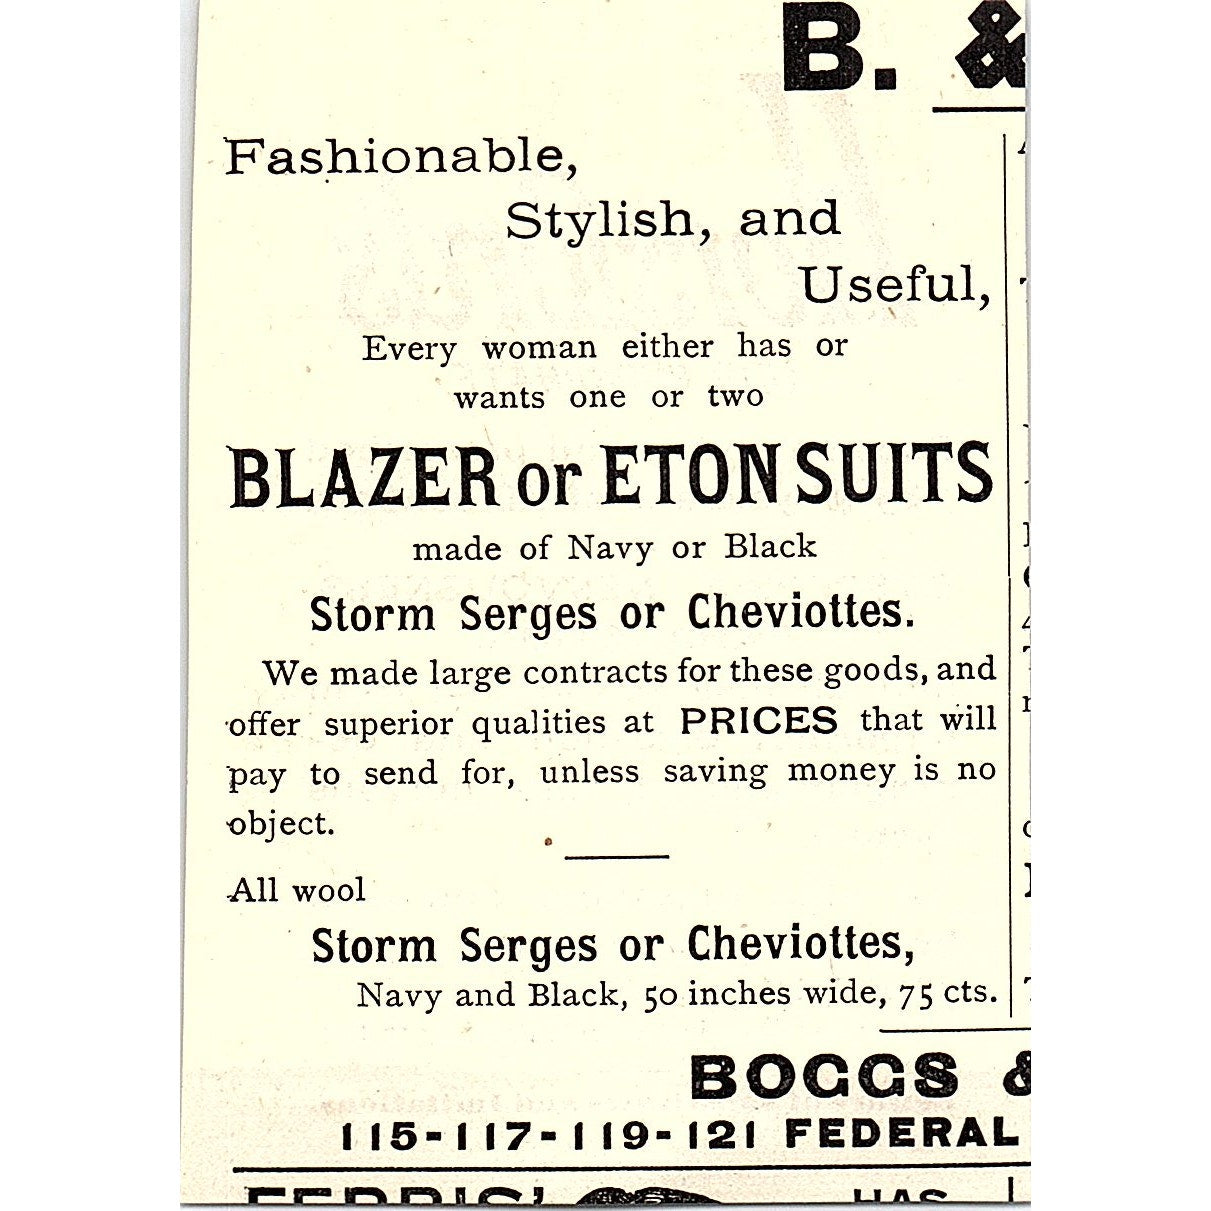 B. &
Fashionable,
Stylish, and
Useful,
Every woman either has or
wants one or two
BLAZER or ETON SUITS
made of Navy or Black
Storm Serges or Cheviottes.
We made large contracts for these goods, and
offer superior qualities at PRICES that will
pay to send for, unless saving money is no
object.
All wool
Storm Serges or Cheviottes,
Navy and Black, 50 inches wide, 75 cts.
BOGGS &
115-117-119-121 FEDERAL
FERRIS' HAS